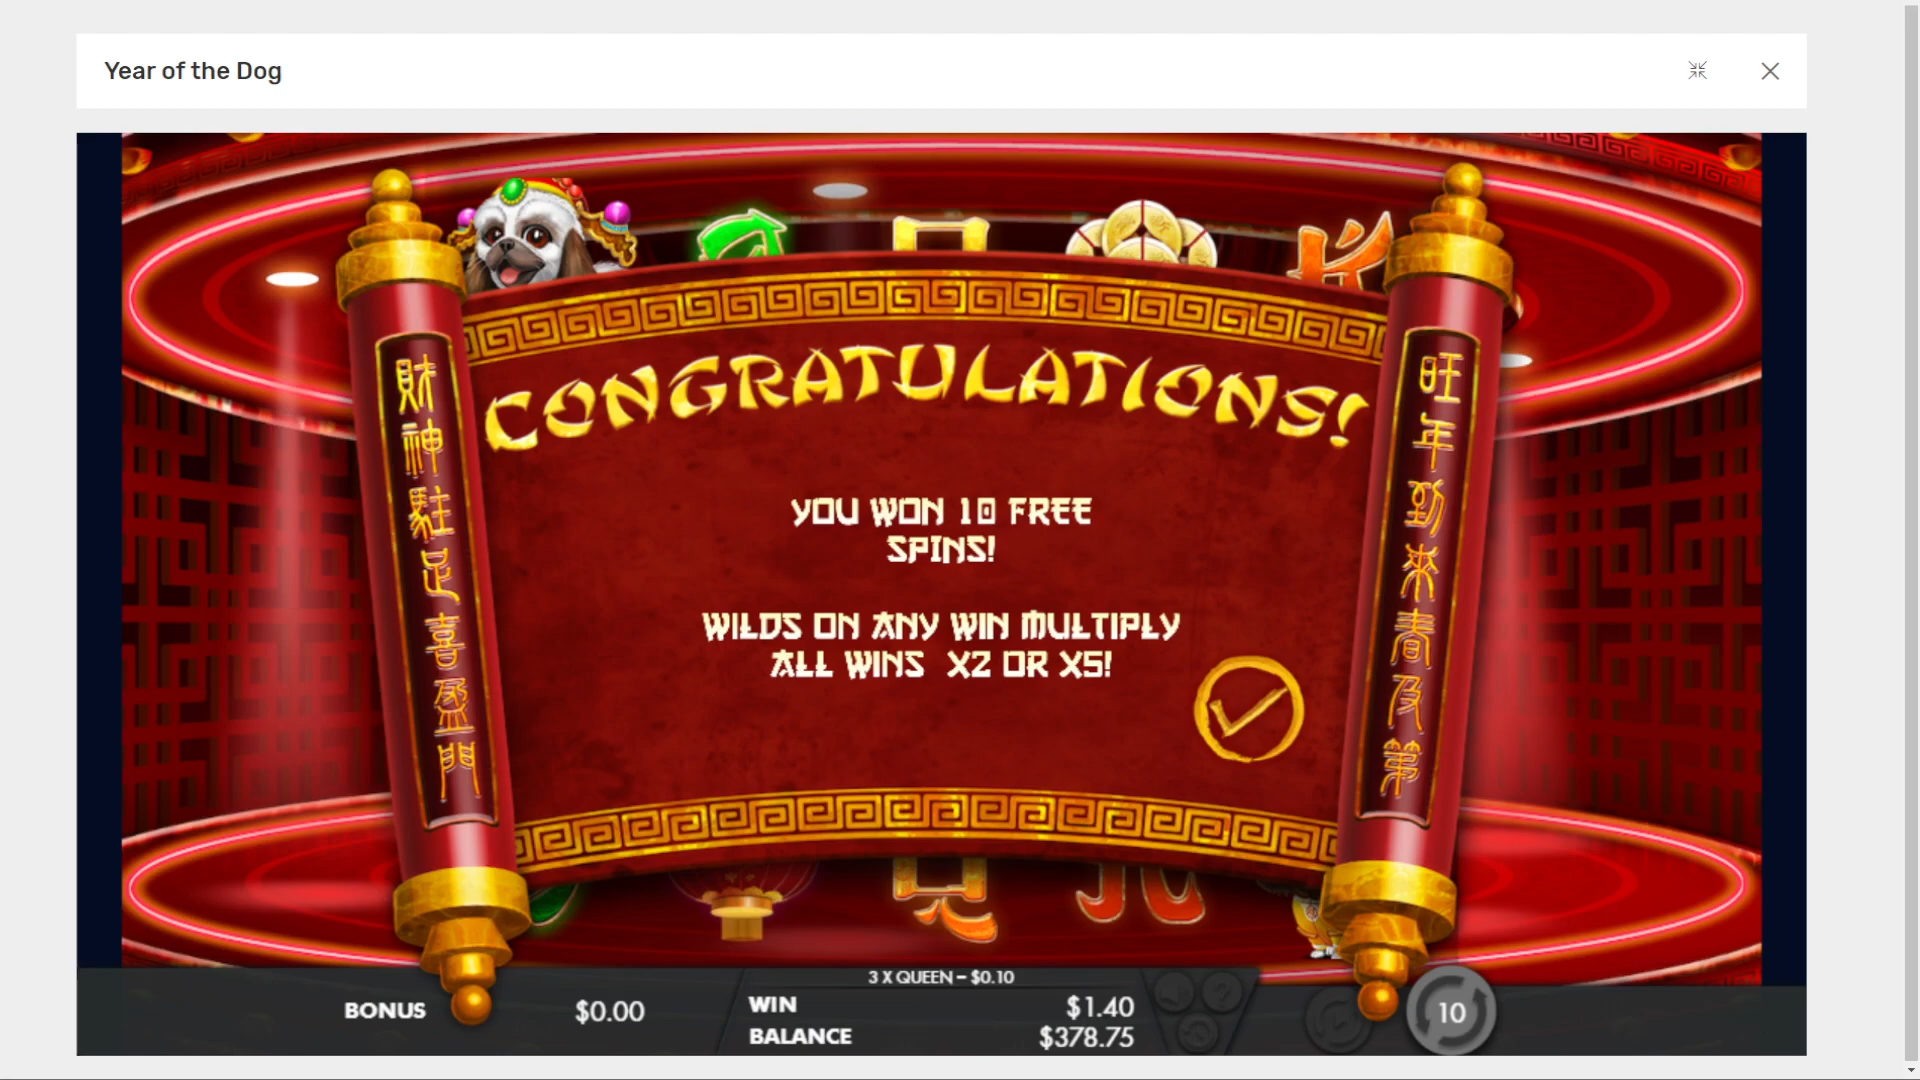 Year of the Dog
CONGRATULATIONS!
財神駐足喜盈門
旺年到來春及第
YOU WON 10 FREE
SPINS!
WILDS ON ANY WIN MULTIPLY
ALL WINS X2 OR X5!
3 X QUEEN – $0.10
BONUS $0.00
WIN $1.40
BALANCE $378.75
10